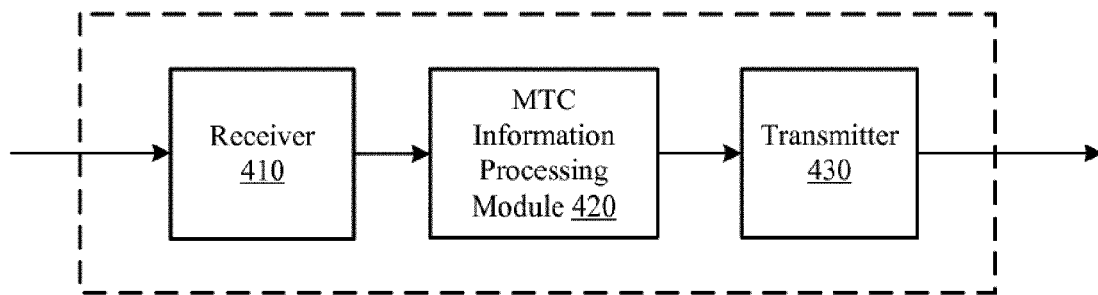 Receiver
410
MTC
Information
Processing
Module 420
Transmitter
430